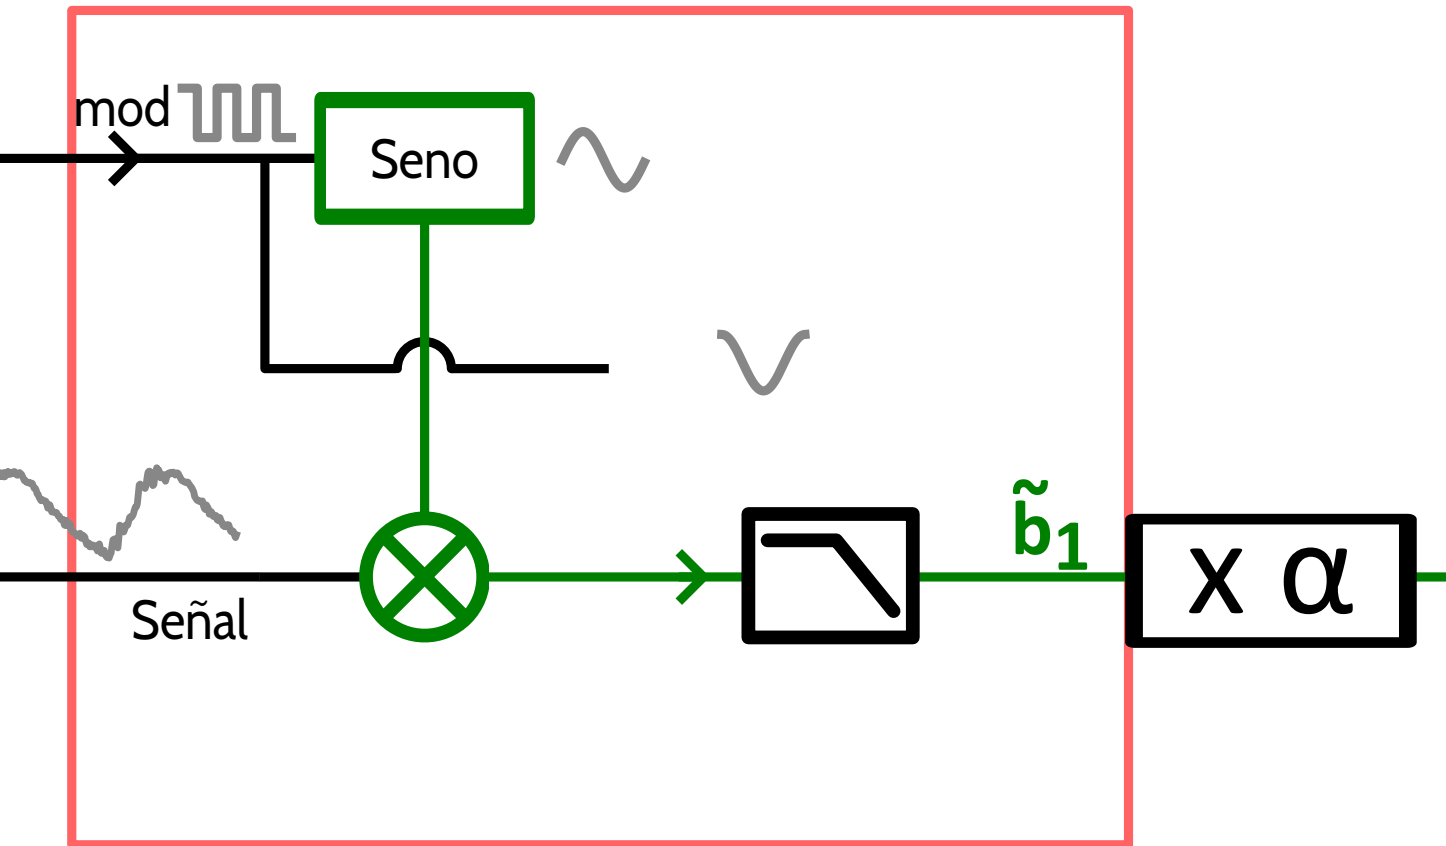 mod
Seno
b̃₁
x α
Señal